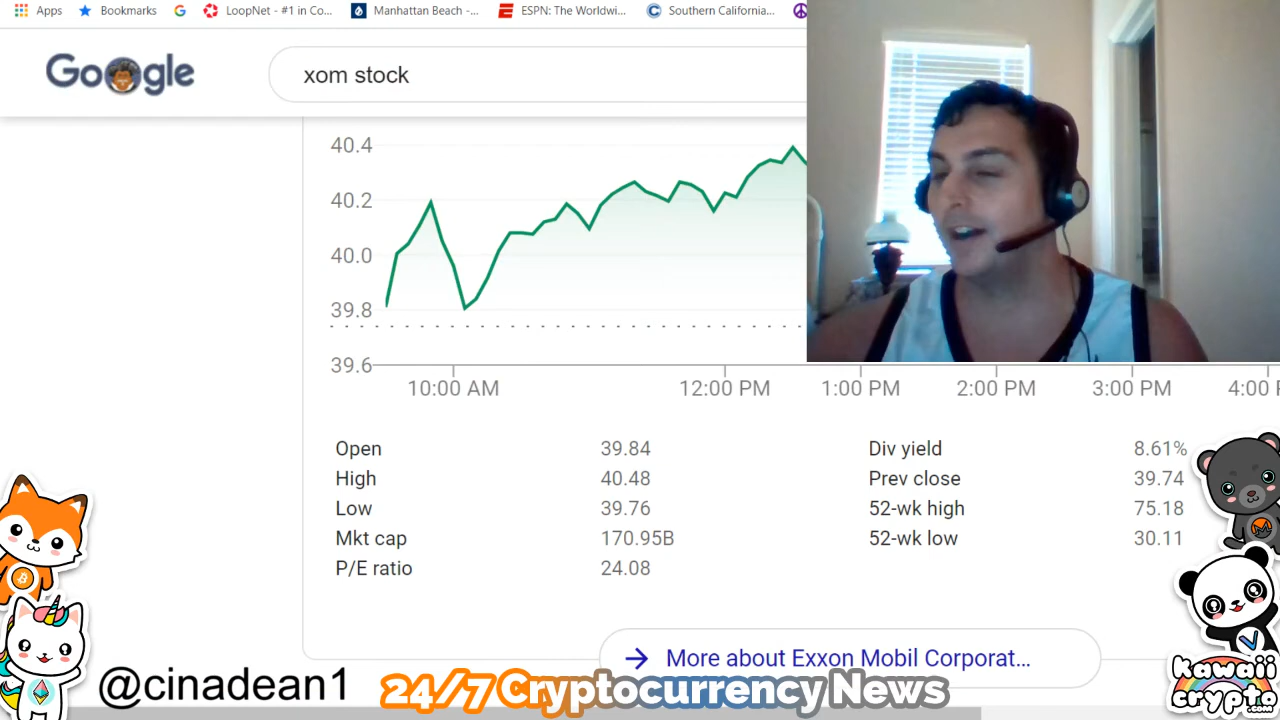 Apps
Bookmarks
LoopNet - #1 in Co...
Manhattan Beach -...
ESPN: The Worldwi...
Southern California...
Google
xom stock
40.4
40.2
40.0
39.8
39.6
10:00 AM
12:00 PM
1:00 PM
2:00 PM
3:00 PM
4:00 P
Open 39.84 Div yield 8.61%
High 40.48 Prev close 39.74
Low 39.76 52-wk high 75.18
Mkt cap 170.95B 52-wk low 30.11
P/E ratio 24.08
More about Exxon Mobil Corporat...
@cinadean1
24/7 Cryptocurrency News
kawaii
crypto
.com